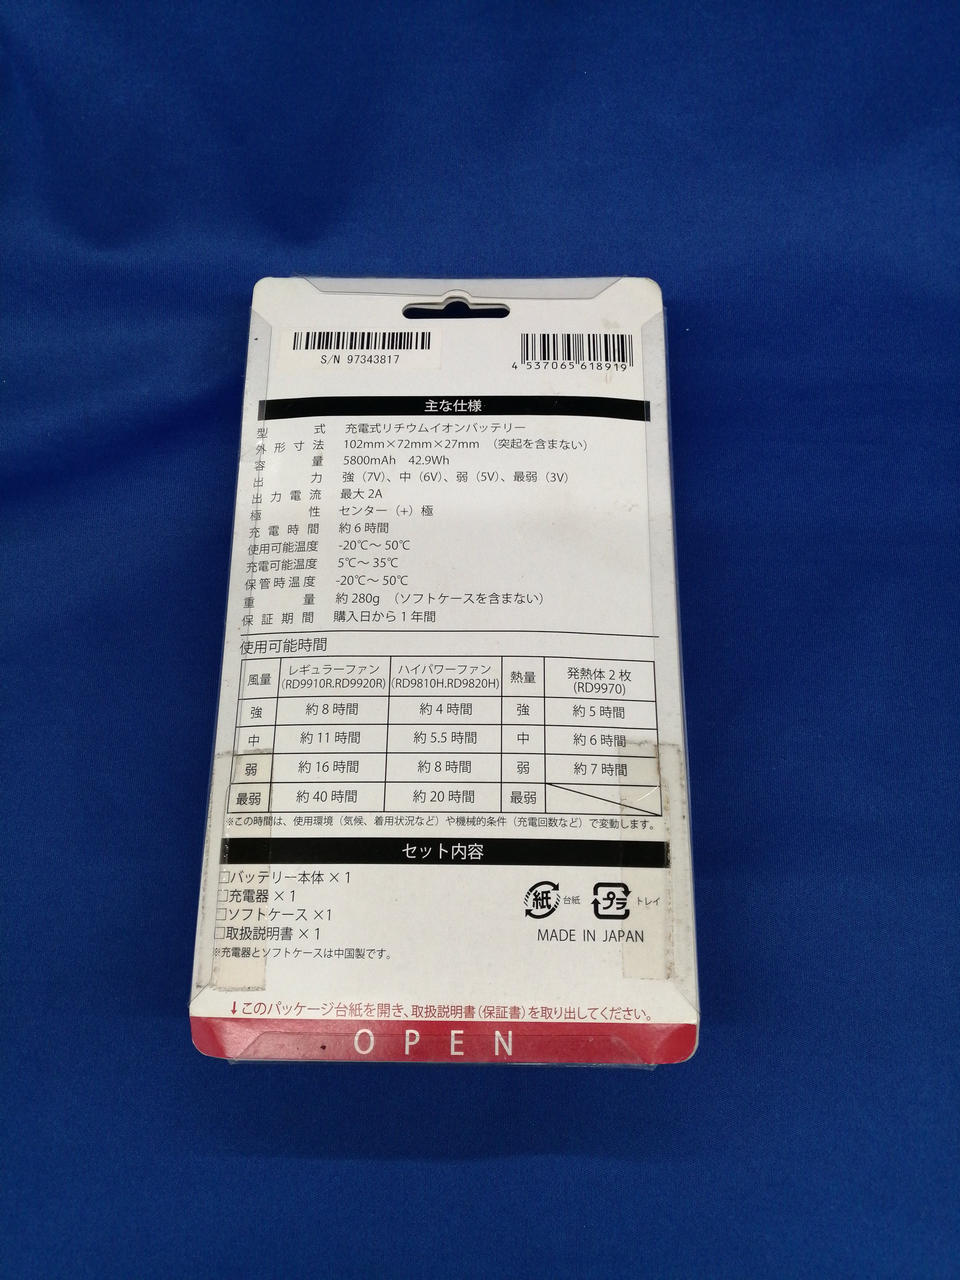 S/N 97343817
4 537065 618919
主な仕様
型式 充電式リチウムイオンバッテリー
外形寸法 102mm×72mm×27mm （突起を含まない）
容量 5800mAh 42.9Wh
出力 強（7V）、中（6V）、弱（5V）、最弱（3V）
出力電流 最大2A
極性 センター（+）極
充電時間 約6時間
使用可能温度 -20℃～50℃
充電可能温度 5℃～35℃
保管時温度 -20℃～50℃
重量 約280g （ソフトケースを含まない）
保証期間 購入日から1年間
使用可能時間
風量 レギュラーファン (RD9910R.RD9920R) ハイパワーファン (RD9810H.RD9820H) 熱量 発熱体2枚 (RD9970)
強 約8時間 約4時間 強 約5時間
中 約11時間 約5.5時間 中 約6時間
弱 約16時間 約8時間 弱 約7時間
最弱 約40時間 約20時間 最弱
※この時間は、使用環境（気候、着用状況など）や機械的条件（充電回数など）で変動します。
セット内容
□バッテリー本体×1
□充電器×1
□ソフトケース×1
□取扱説明書×1
※充電器とソフトケースは中国製です。
紙 台紙 プラ トレイ
MADE IN JAPAN
↓このパッケージ台紙を開き、取扱説明書（保証書）を取り出してください。
OPEN